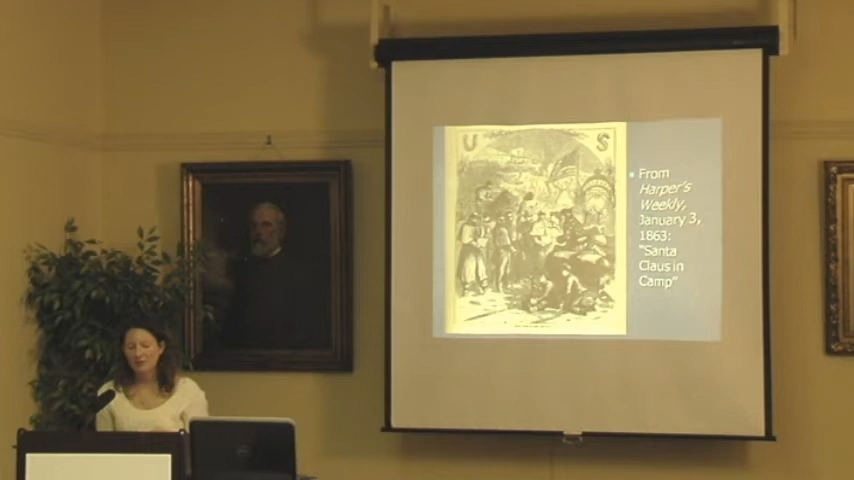 U S
From
Harper's
Weekly,
January 3,
1863:
"Santa
Claus in
Camp"